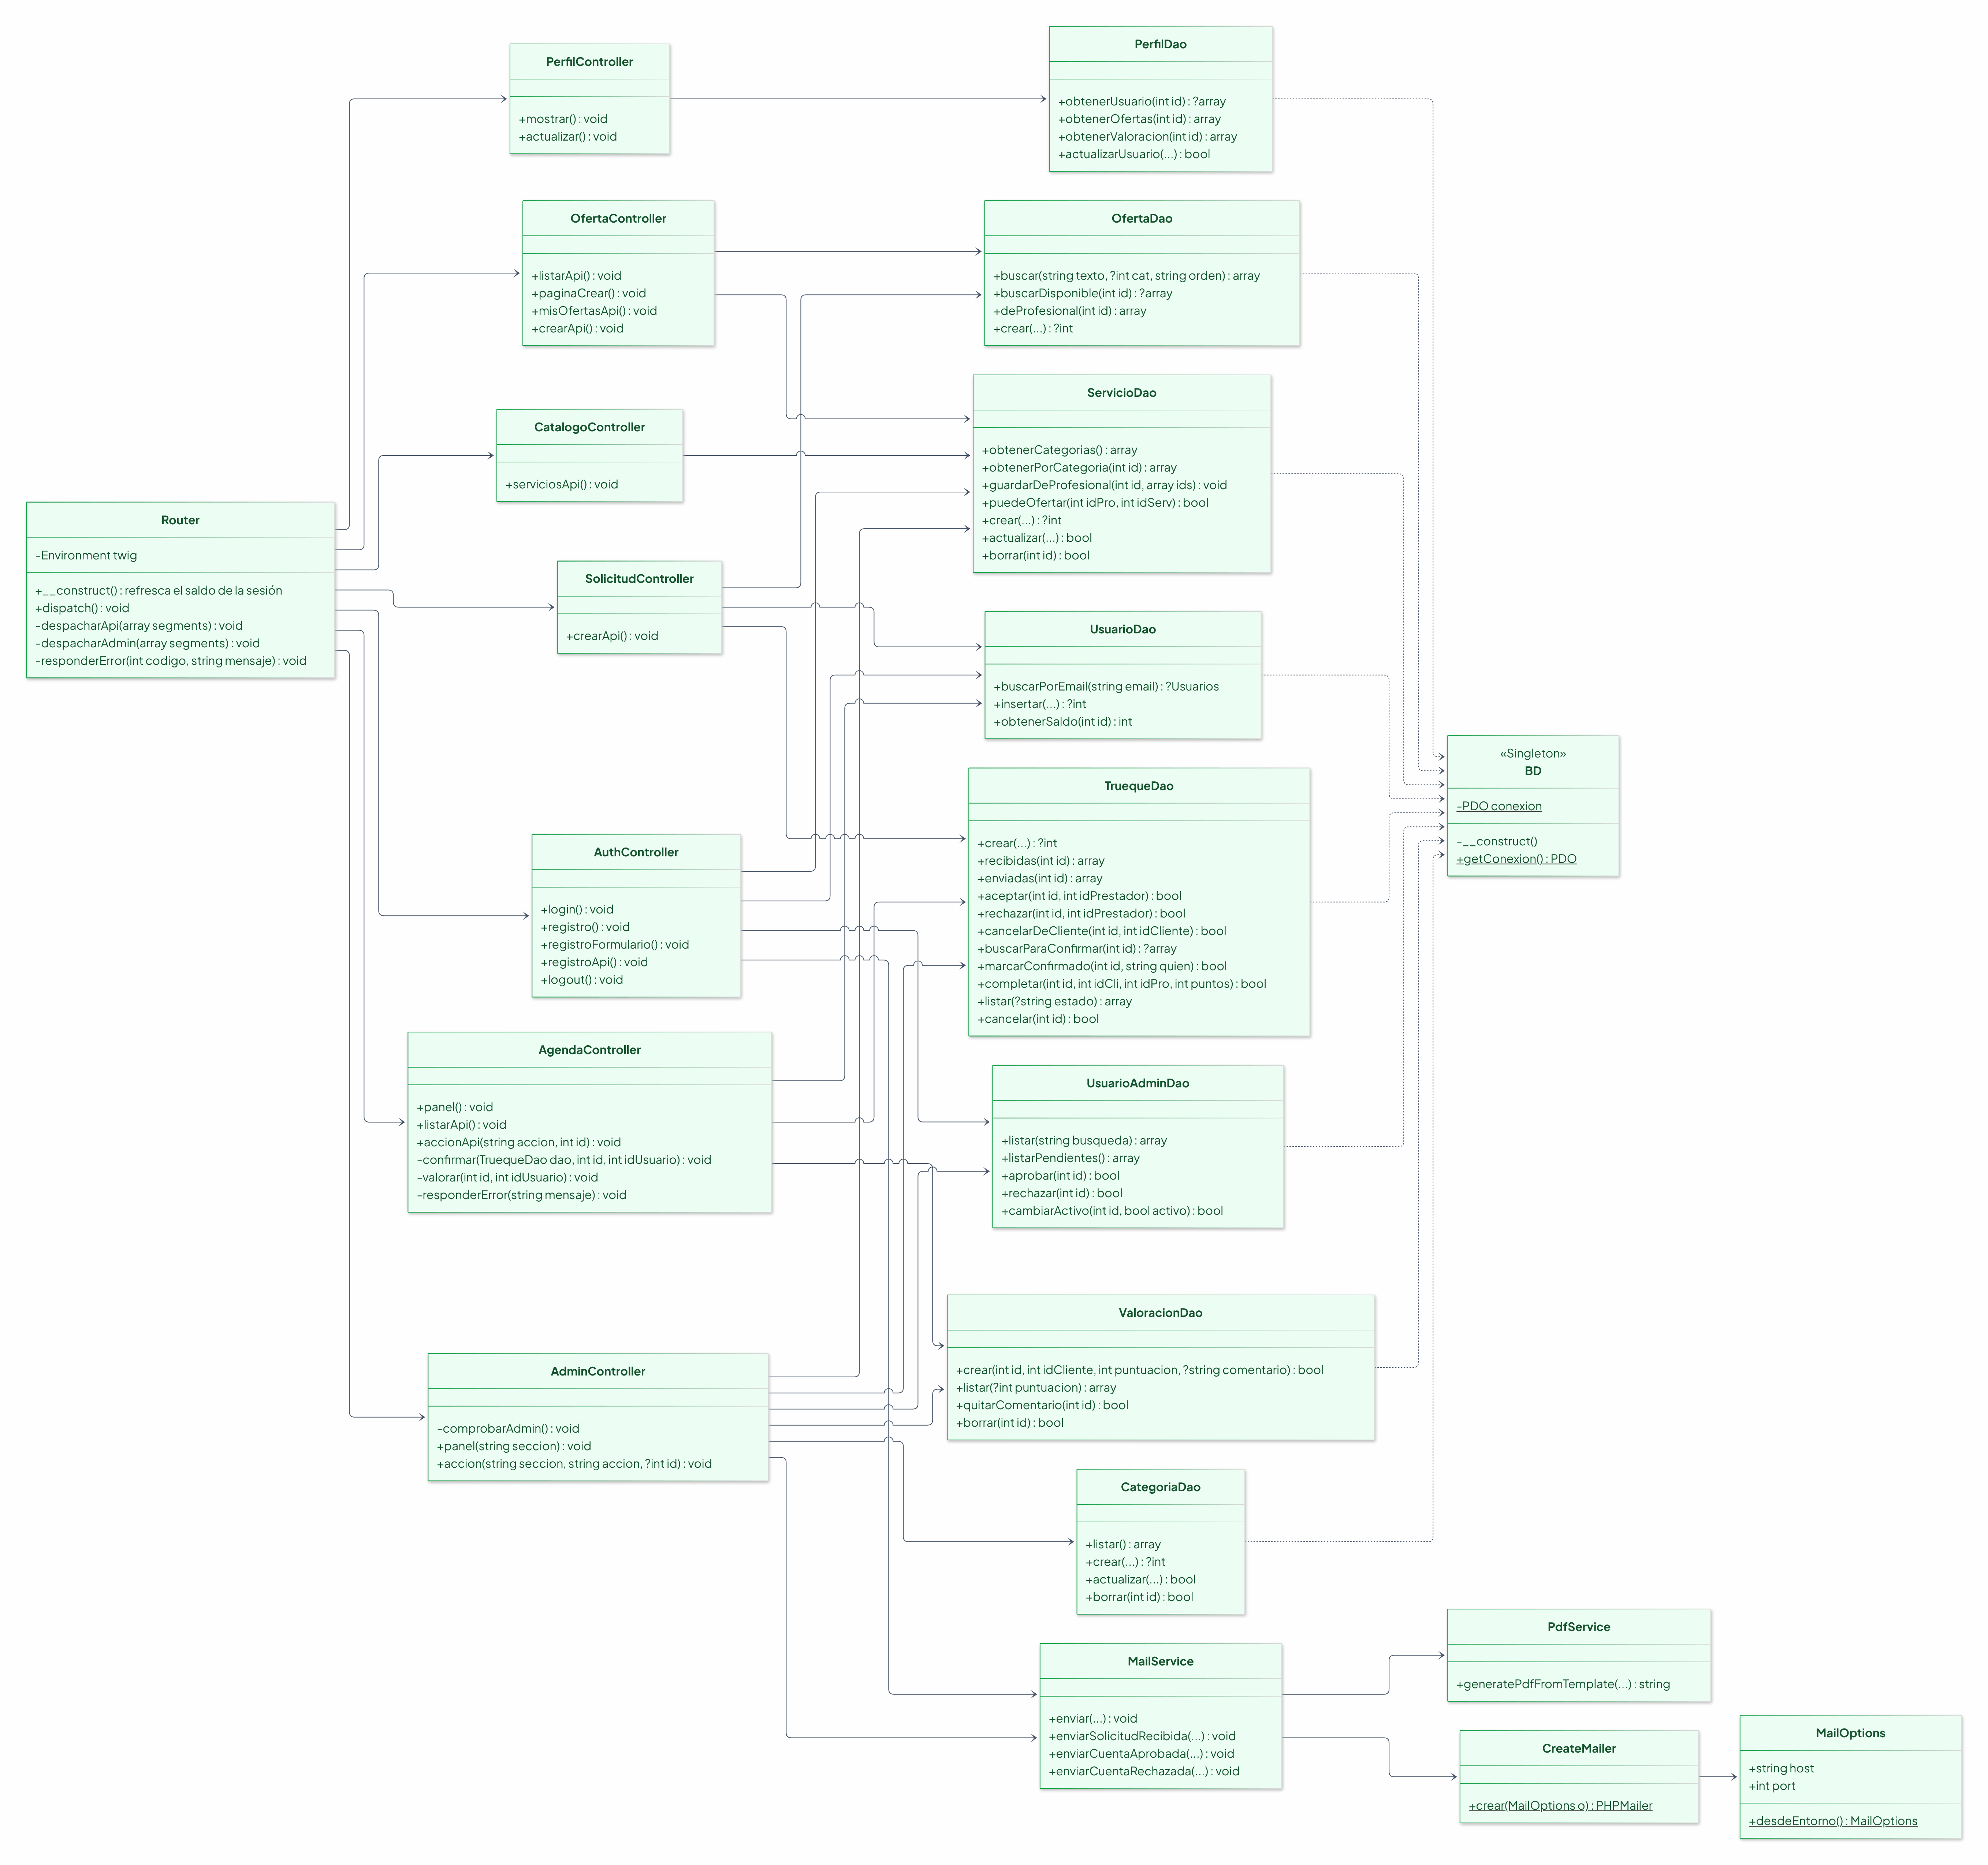 PerfilController
+mostrar() : void
+actualizar() : void
PerfilDao
+obtenerUsuario(int id) : ?array
+obtenerOfertas(int id) : array
+obtenerValoracion(int id) : array
+actualizarUsuario(...) : bool
OfertaController
+listarApi() : void
+paginaCrear() : void
+misOfertasApi() : void
+crearApi() : void
OfertaDao
+buscar(string texto, ?int cat, string orden) : array
+buscarDisponible(int id) : ?array
+deProfesional(int id) : array
+crear(...) : ?int
CatalogoController
+serviciosApi() : void
ServicioDao
+obtenerCategorias() : array
+obtenerPorCategoria(int id) : array
+guardarDeProfesional(int id, array ids) : void
+puedeOfertar(int idPro, int idServ) : bool
+crear(...) : ?int
+actualizar(...) : bool
+borrar(int id) : bool
Router
-Environment twig
+__construct() : refresca el saldo de la sesión
+dispatch() : void
-despacharApi(array segments) : void
-despacharAdmin(array segments) : void
-responderError(int codigo, string mensaje) : void
SolicitudController
+crearApi() : void
UsuarioDao
+buscarPorEmail(string email) : ?Usuarios
+insertar(...) : ?int
+obtenerSaldo(int id) : int
«Singleton»
BD
-PDO conexion
-__construct()
+getConexion() : PDO
TruequeDao
+crear(...) : ?int
+recibidas(int id) : array
+enviadas(int id) : array
+aceptar(int id, int idPrestador) : bool
+rechazar(int id, int idPrestador) : bool
+cancelarDeCliente(int id, int idCliente) : bool
+buscarParaConfirmar(int id) : ?array
+marcarConfirmado(int id, string quien) : bool
+completar(int id, int idCli, int idPro, int puntos) : bool
+listar(?string estado) : array
+cancelar(int id) : bool
AuthController
+login() : void
+registro() : void
+registroFormulario() : void
+registroApi() : void
+logout() : void
AgendaController
+panel() : void
+listarApi() : void
+accionApi(string accion, int id) : void
-confirmar(TruequeDao dao, int id, int idUsuario) : void
-valorar(int id, int idUsuario) : void
-responderError(string mensaje) : void
UsuarioAdminDao
+listar(string busqueda) : array
+listarPendientes() : array
+aprobar(int id) : bool
+rechazar(int id) : bool
+cambiarActivo(int id, bool activo) : bool
ValoracionDao
+crear(int id, int idCliente, int puntuacion, ?string comentario) : bool
+listar(?int puntuacion) : array
+quitarComentario(int id) : bool
+borrar(int id) : bool
AdminController
-comprobarAdmin() : void
+panel(string seccion) : void
+accion(string seccion, string accion, ?int id) : void
CategoriaDao
+listar() : array
+crear(...) : ?int
+actualizar(...) : bool
+borrar(int id) : bool
MailService
+enviar(...) : void
+enviarSolicitudRecibida(...) : void
+enviarCuentaAprobada(...) : void
+enviarCuentaRechazada(...) : void
PdfService
+generatePdfFromTemplate(...) : string
CreateMailer
+crear(MailOptions o) : PHPMailer
MailOptions
+string host
+int port
+desdeEntorno() : MailOptions